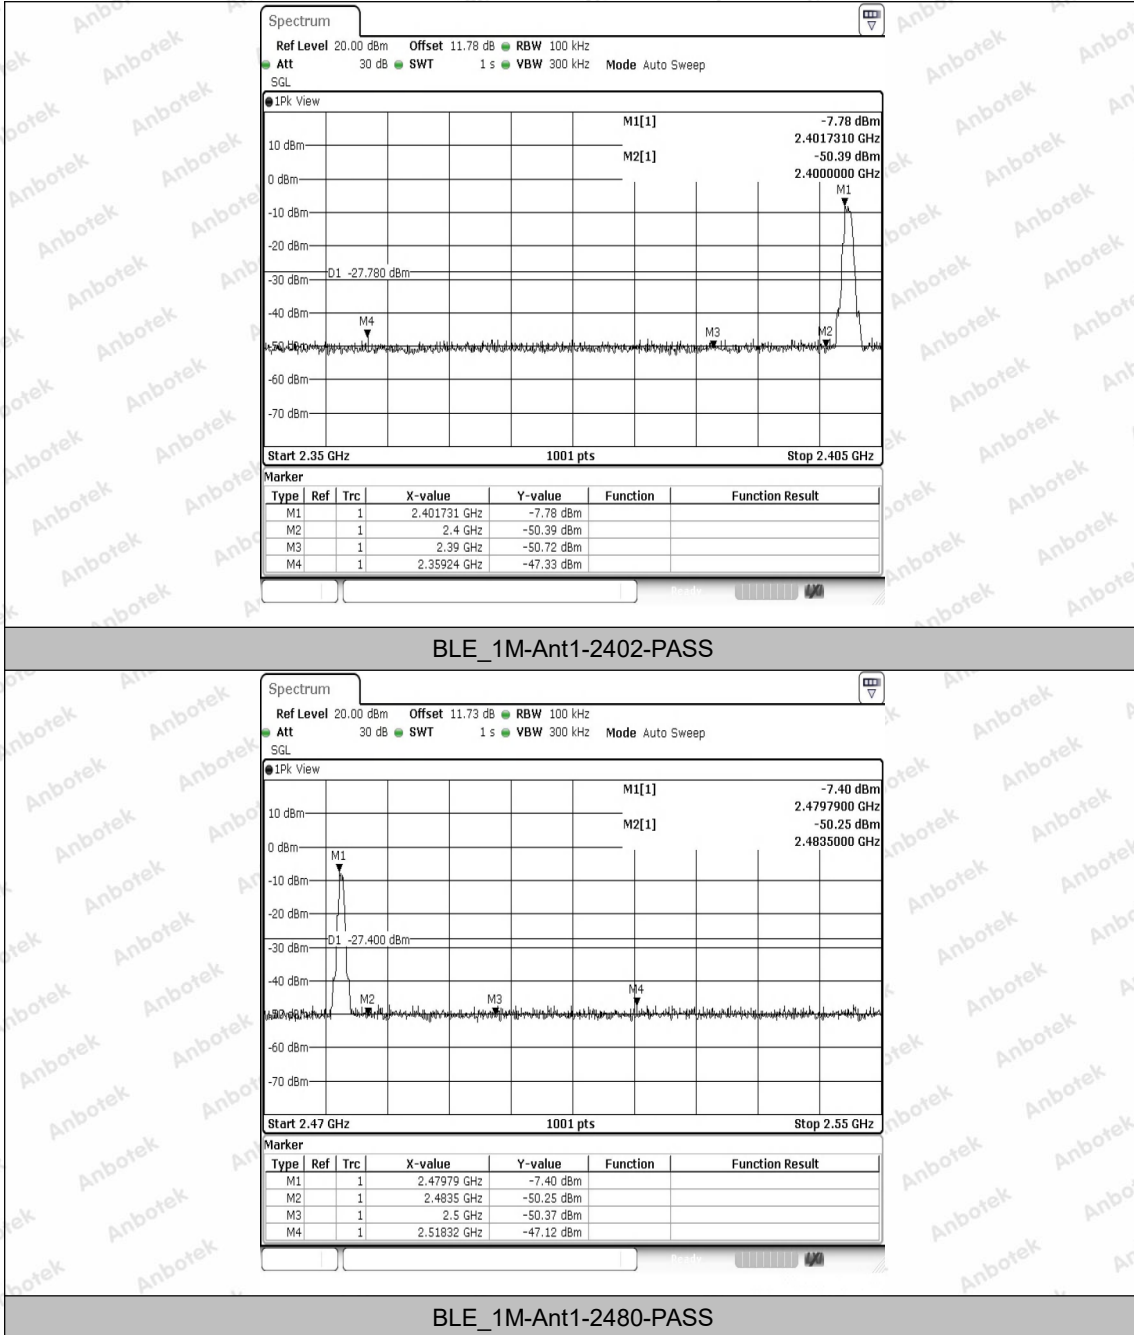 Spectrum
Ref Level 20.00 dBm Offset 11.78 dB RBW 100 kHz
Att 30 dB SWT 1 s VBW 300 kHz Mode Auto Sweep
SGL
1Pk View
M1[1] -7.78 dBm
2.4017310 GHz
10 dBm
M2[1] -50.39 dBm
2.4000000 GHz
0 dBm
M1
-10 dBm
-20 dBm
D1 -27.780 dBm
-30 dBm
-40 dBm
M4
M3
M2
-50 dBm
-60 dBm
-70 dBm
Start 2.35 GHz 1001 pts Stop 2.405 GHz
Marker
Type Ref Trc X-value Y-value Function Function Result
M1 1 2.401731 GHz -7.78 dBm
M2 1 2.4 GHz -50.39 dBm
M3 1 2.39 GHz -50.72 dBm
M4 1 2.35924 GHz -47.33 dBm
BLE_1M-Ant1-2402-PASS
Spectrum
Ref Level 20.00 dBm Offset 11.73 dB RBW 100 kHz
Att 30 dB SWT 1 s VBW 300 kHz Mode Auto Sweep
SGL
1Pk View
M1[1] -7.40 dBm
2.4797900 GHz
10 dBm
M2[1] -50.25 dBm
2.4835000 GHz
0 dBm
M1
-10 dBm
-20 dBm
D1 -27.400 dBm
-30 dBm
-40 dBm
M4
M2
M3
-50 dBm
-60 dBm
-70 dBm
Start 2.47 GHz 1001 pts Stop 2.55 GHz
Marker
Type Ref Trc X-value Y-value Function Function Result
M1 1 2.47979 GHz -7.40 dBm
M2 1 2.4835 GHz -50.25 dBm
M3 1 2.5 GHz -50.37 dBm
M4 1 2.51832 GHz -47.12 dBm
BLE_1M-Ant1-2480-PASS
Anbotek